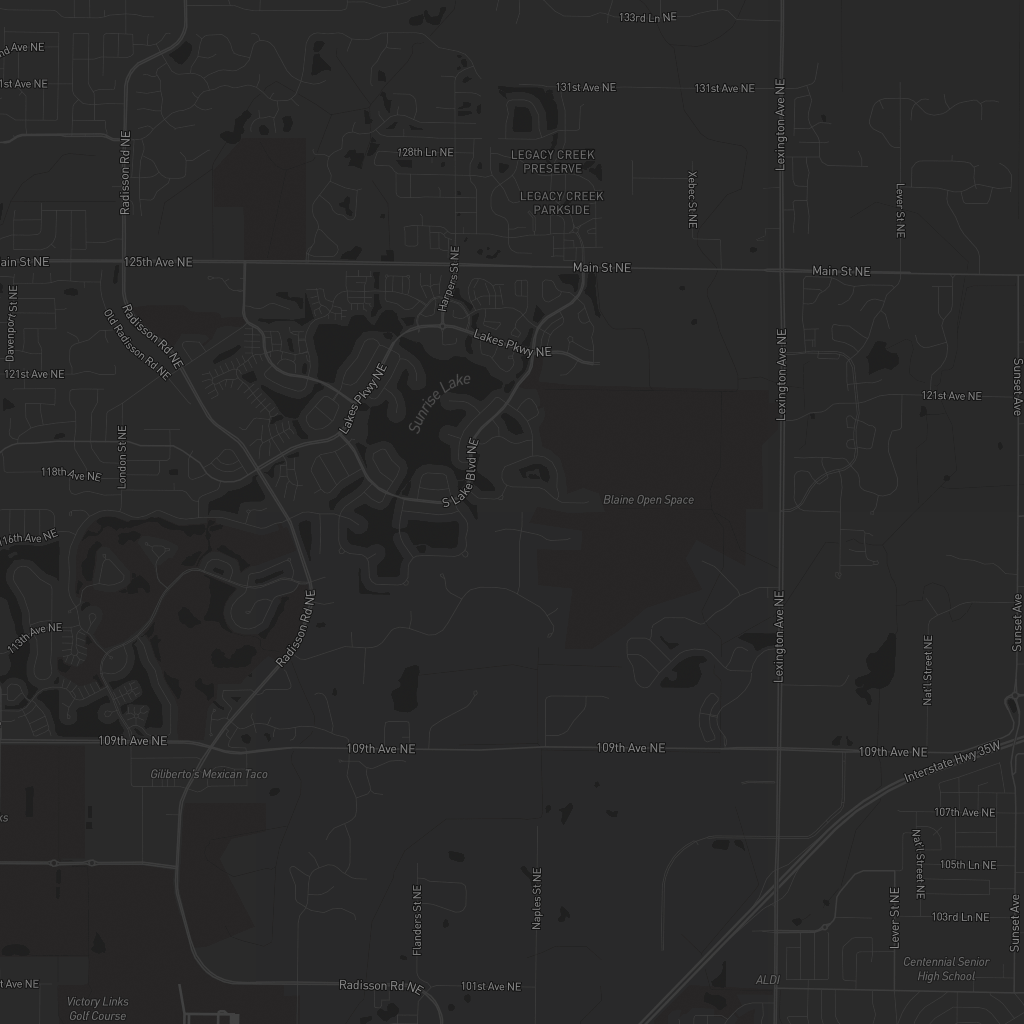 133rd Ln NE
nd Ave NE
1st Ave NE
131st Ave NE
131st Ave NE
Lexington Ave NE
Radisson Rd NE
128th Ln NE
LEGACY CREEK
PRESERVE
LEGACY CREEK
PARKSIDE
Xebec St NE
Lever St NE
ain St NE
125th Ave NE
Harpers St NE
Main St NE
Main St NE
Davenport St NE
Radisson Rd NE
Old Radisson Rd NE
Lakes Pkwy NE
Lexington Ave NE
121st Ave NE
Lakes Pkwy NE
Sunrise Lake
121st Ave NE
Sunset Ave
London St NE
118th Ave NE
S Lake Blvd NE
Blaine Open Space
116th Ave NE
113th Ave NE
Radisson Rd NE
Lexington Ave NE
Sunset Ave
Nat'l Street NE
109th Ave NE
109th Ave NE
109th Ave NE
109th Ave NE
Interstate Hwy 35W
Gilberto's Mexican Taco
ks
107th Ave NE
Nat'l Street NE
105th Ln NE
Flanders St NE
Naples St NE
Lever St NE
103rd Ln NE
Sunset Ave
Centennial Senior
High School
t Ave NE
Radisson Rd NE
101st Ave NE
ALDI
Victory Links
Golf Course